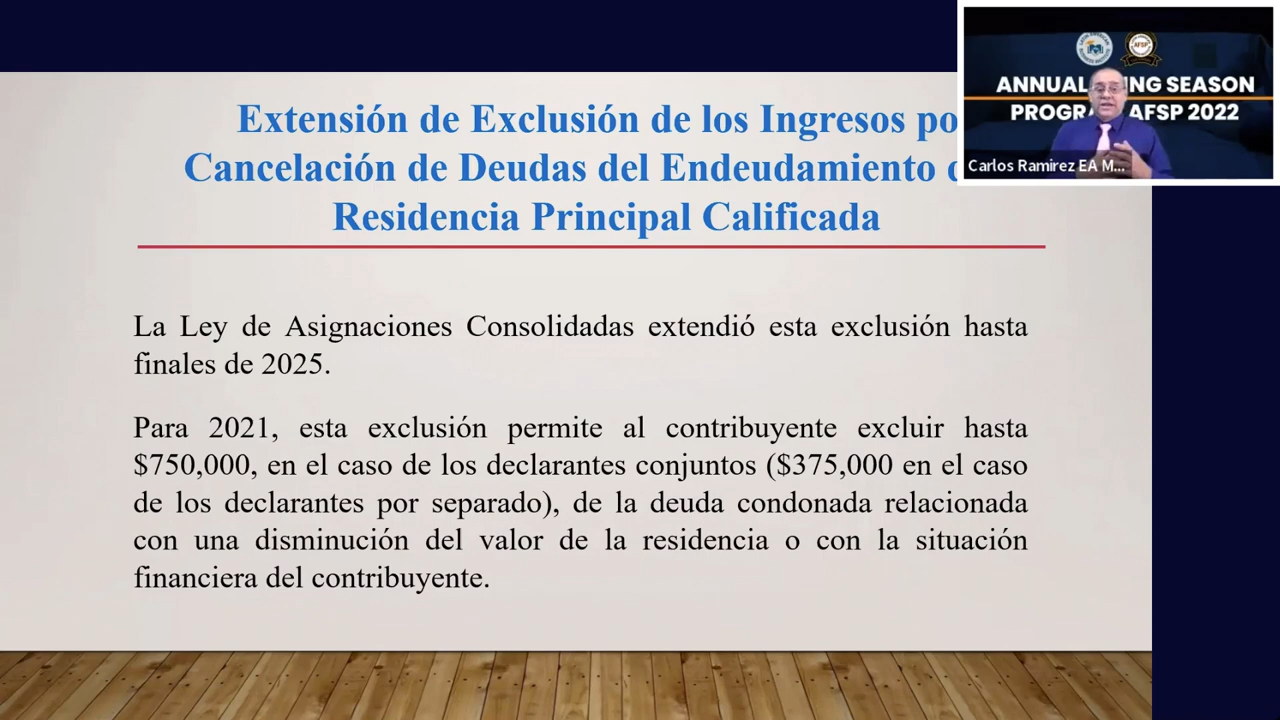 Extensión de Exclusión de los Ingresos po
Cancelación de Deudas del Endeudamiento
Residencia Principal Calificada
La Ley de Asignaciones Consolidadas extendió esta exclusión hasta
finales de 2025.
Para 2021, esta exclusión permite al contribuyente excluir hasta
$750,000, en el caso de los declarantes conjuntos ($375,000 en el caso
de los declarantes por separado), de la deuda condonada relacionada
con una disminución del valor de la residencia o con la situación
financiera del contribuyente.
AFSP
ANNUAL NG SEASON
PROGR AFSP 2022
Carlos Ramirez EA M...